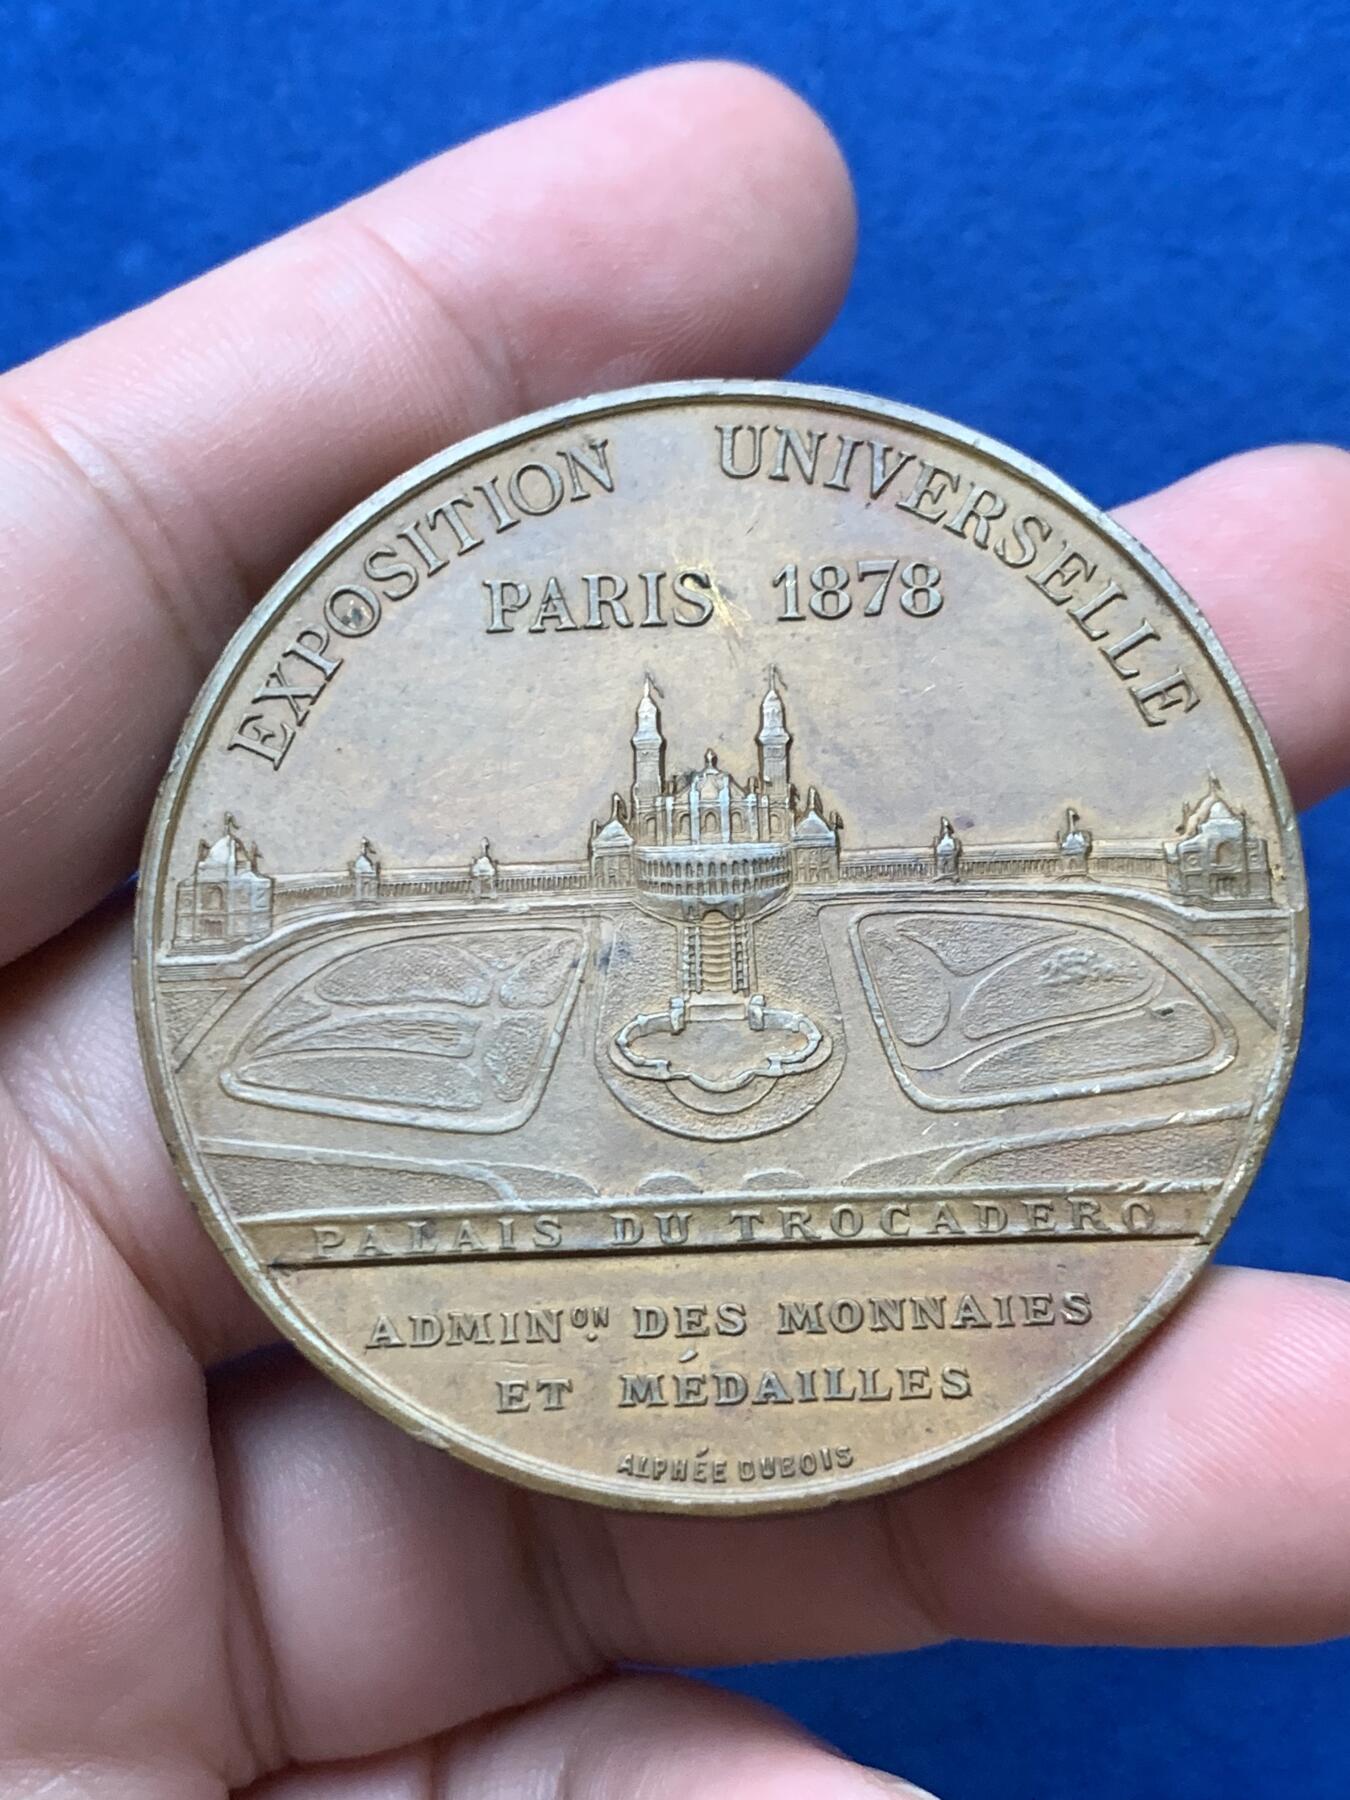 EXPOSITION UNIVERSELLE
PARIS 1878
PALAIS DU TROCADERO
ADMINON. DES MONNAIES
ET MÉDAILLES
ALPHÉE DUBOIS